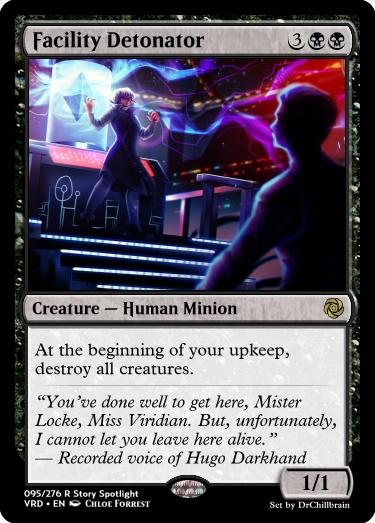 Facility Detonator 3
Creature — Human Minion
At the beginning of your upkeep,
destroy all creatures.
“You’ve done well to get here, Mister
Locke, Miss Viridian. But, unfortunately,
I cannot let you leave here alive.”
— Recorded voice of Hugo Darkhand
1/1
095/276 R Story Spotlight
VRD • EN Chloe Forrest
Set by DrChillbrain